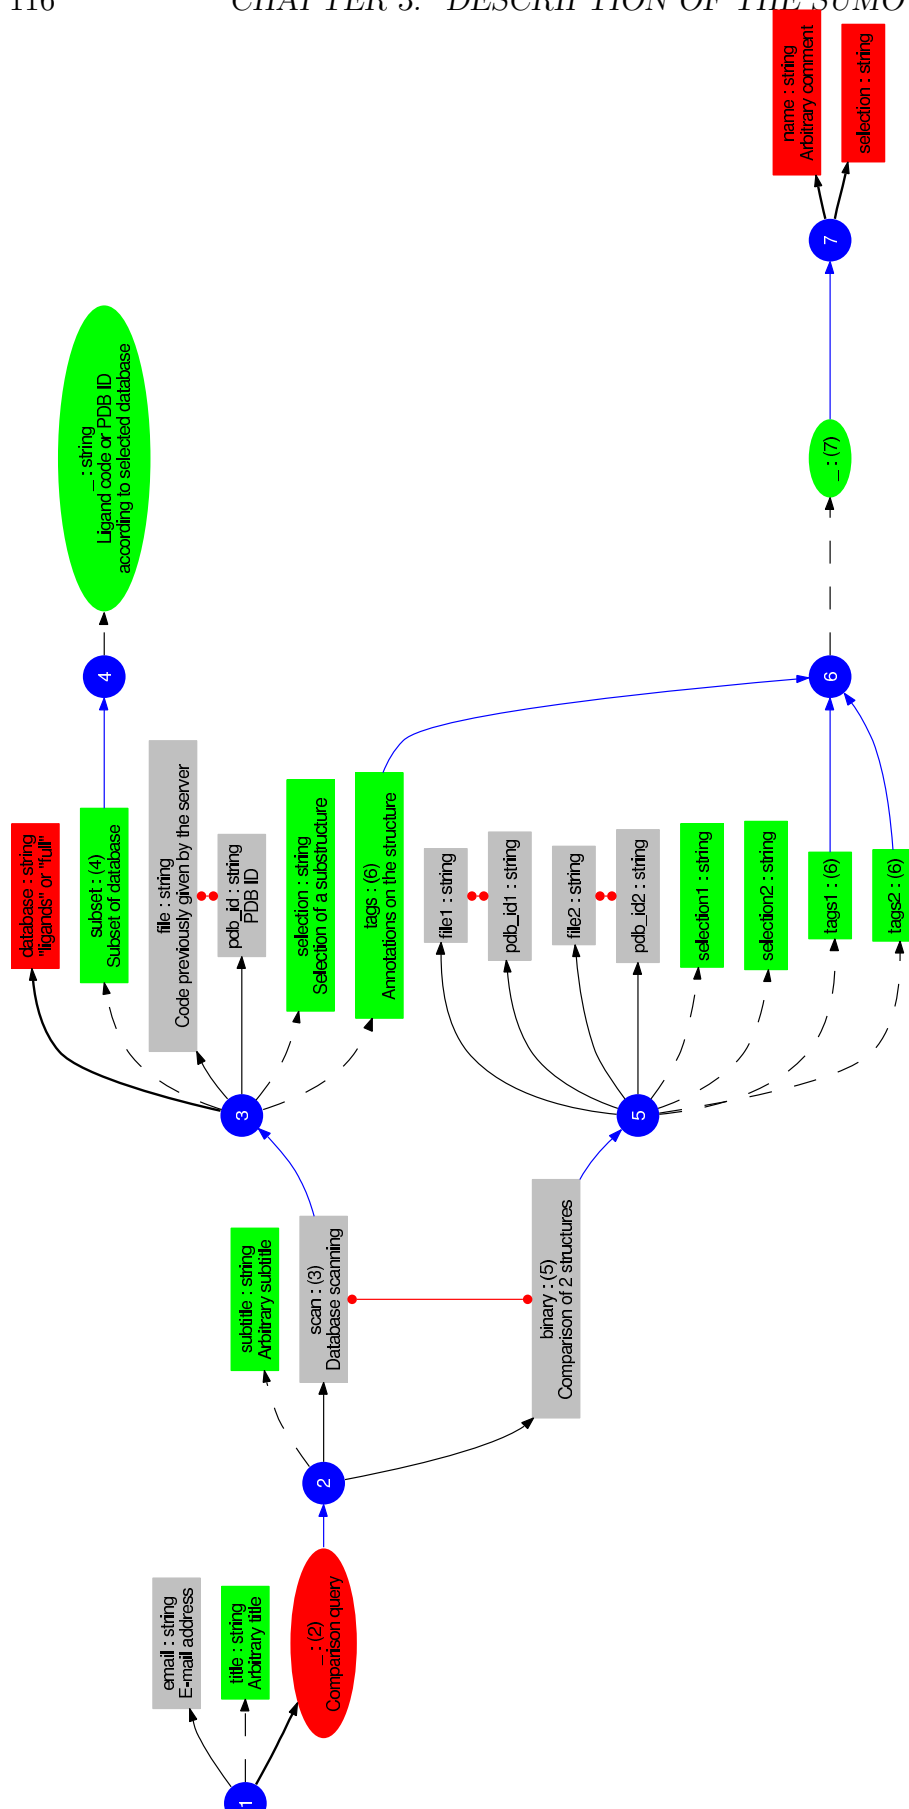 116 CHAPTER 5. DESCRIPTION OF THE SUMO
name : string
Arbitrary comment
selection : string
7
_ : string
Ligand code or PDB ID
according to selected database
_ : (7)
4
6
database : string
"ligands" or "full"
subset : (4)
Subset of database
file : string
Code previously given by the server
pdb_id : string
PDB ID
selection : string
Selection of a substructure
tags : (6)
Annotations on the structure
file1 : string
pdb_id1 : string
file2 : string
pdb_id2 : string
selection1 : string
selection2 : string
tags1 : (6)
tags2 : (6)
3
5
subtitle : string
Arbitrary subtitle
scan : (3)
Database scanning
binary : (5)
Comparison of 2 structures
2
email : string
E-mail address
title : string
Arbitrary title
_ : (2)
Comparison query
1